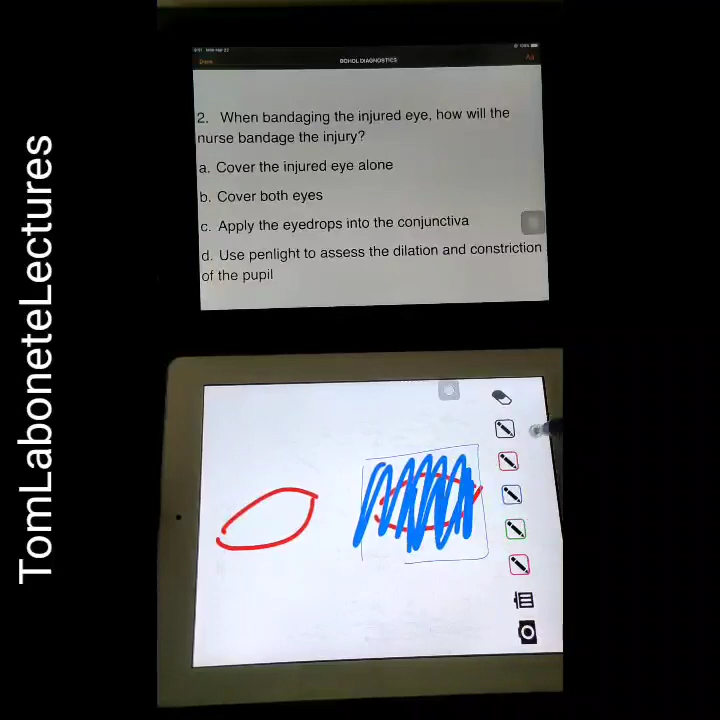 TomLaboneteLectures
BOHOL DIAGNOSTICS
Aa
2. When bandaging the injured eye, how will the
nurse bandage the injury?
a. Cover the injured eye alone
b. Cover both eyes
c. Apply the eyedrops into the conjunctiva
d. Use penlight to assess the dilation and constriction
of the pupil